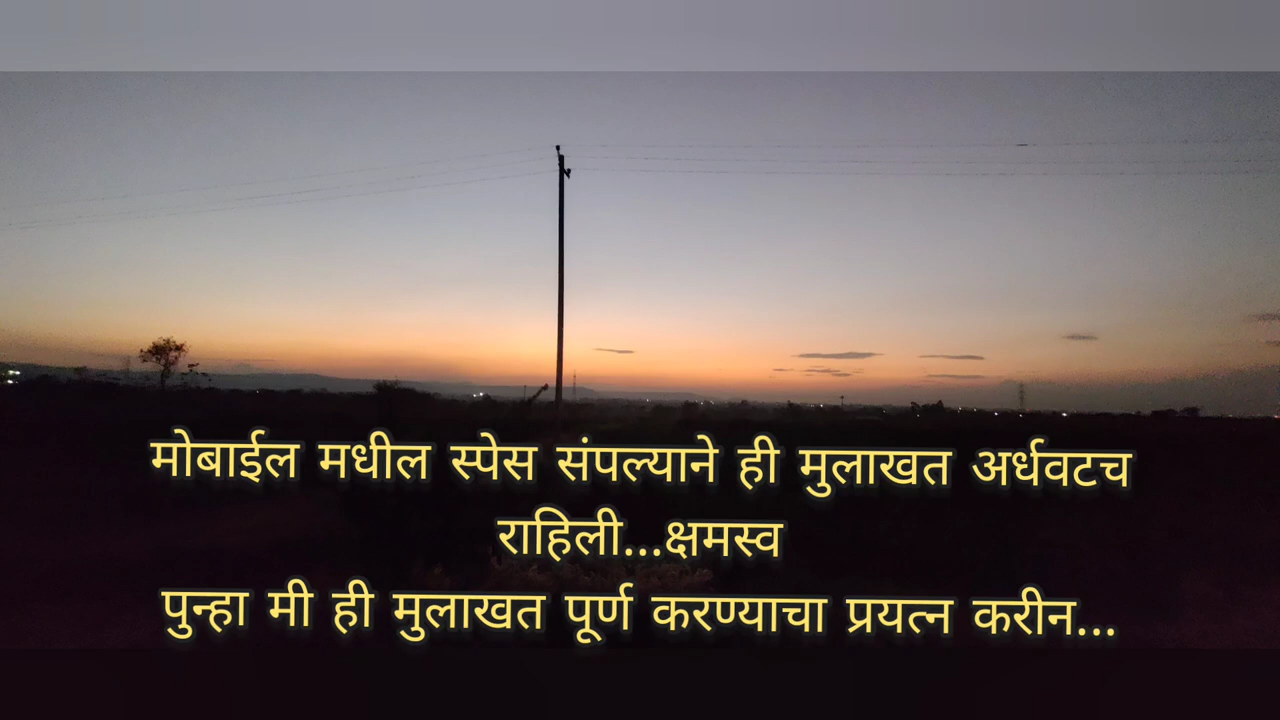 मोबाईल मधील स्पेस संपल्याने ही मुलाखत अर्धवटच
राहिली...क्षमस्व
पुन्हा मी ही मुलाखत पूर्ण करण्याचा प्रयत्न करीन...